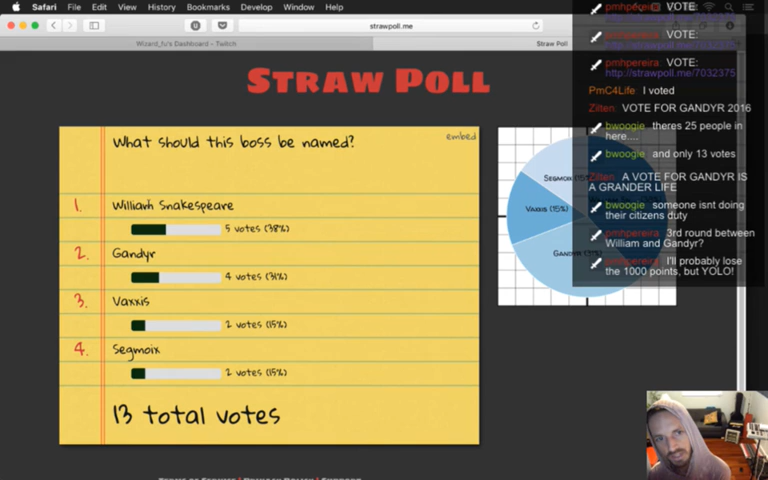 Safari File Edit View History Bookmarks Develop Window Help
strawpoll.me
Wizard_fu's Dashboard - Twitch
Straw Poll
STRAW POLL
embed
What should this boss be named?
1. William Snakespeare
5 votes (38%)
2. Gandyr
4 votes (31%)
3. Vaxxis
2 votes (15%)
4. Segmoix
2 votes (15%)
13 total votes
SEGMOIX (15%)
VAXXIS (15%)
GANDYR (31%)
pmhpereira: VOTE:
pmhpereira: VOTE:
pmhpereira: VOTE:
http://strawpoll.me/7032375
PmC4Life I voted
Zilten: VOTE FOR GANDYR 2016
bwoogie theres 25 people in
here....
bwoogie and only 13 votes
Zilten: A VOTE FOR GANDYR IS
A GRANDER LIFE
bwoogie someone isnt doing
their citizens duty
pmhpereira: 3rd round between
William and Gandyr?
pmhpereira: I'll probably lose
the 1000 points, but YOLO!